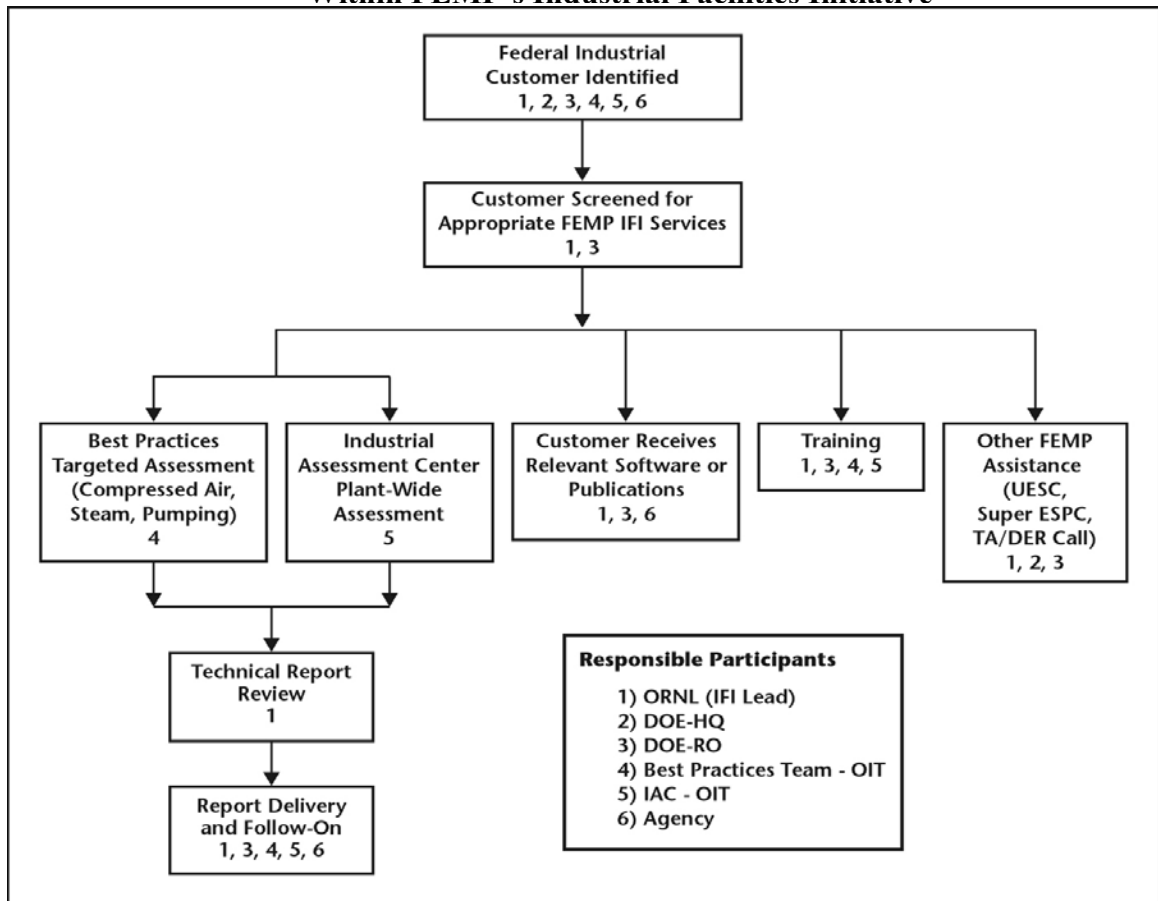 Within FEMP's Industrial Facilities Initiative
Federal Industrial
Customer Identified
1, 2, 3, 4, 5, 6
Customer Screened for
Appropriate FEMP IFI Services
1, 3
Best Practices
Targeted Assessment
(Compressed Air,
Steam, Pumping)
4
Industrial
Assessment Center
Plant-Wide
Assessment
5
Customer Receives
Relevant Software or
Publications
1, 3, 6
Training
1, 3, 4, 5
Other FEMP
Assistance
(UESC,
Super ESPC,
TA/DER Call)
1, 2, 3
Technical Report
Review
1
Report Delivery
and Follow-On
1, 3, 4, 5, 6
Responsible Participants
1) ORNL (IFI Lead)
2) DOE-HQ
3) DOE-RO
4) Best Practices Team - OIT
5) IAC - OIT
6) Agency